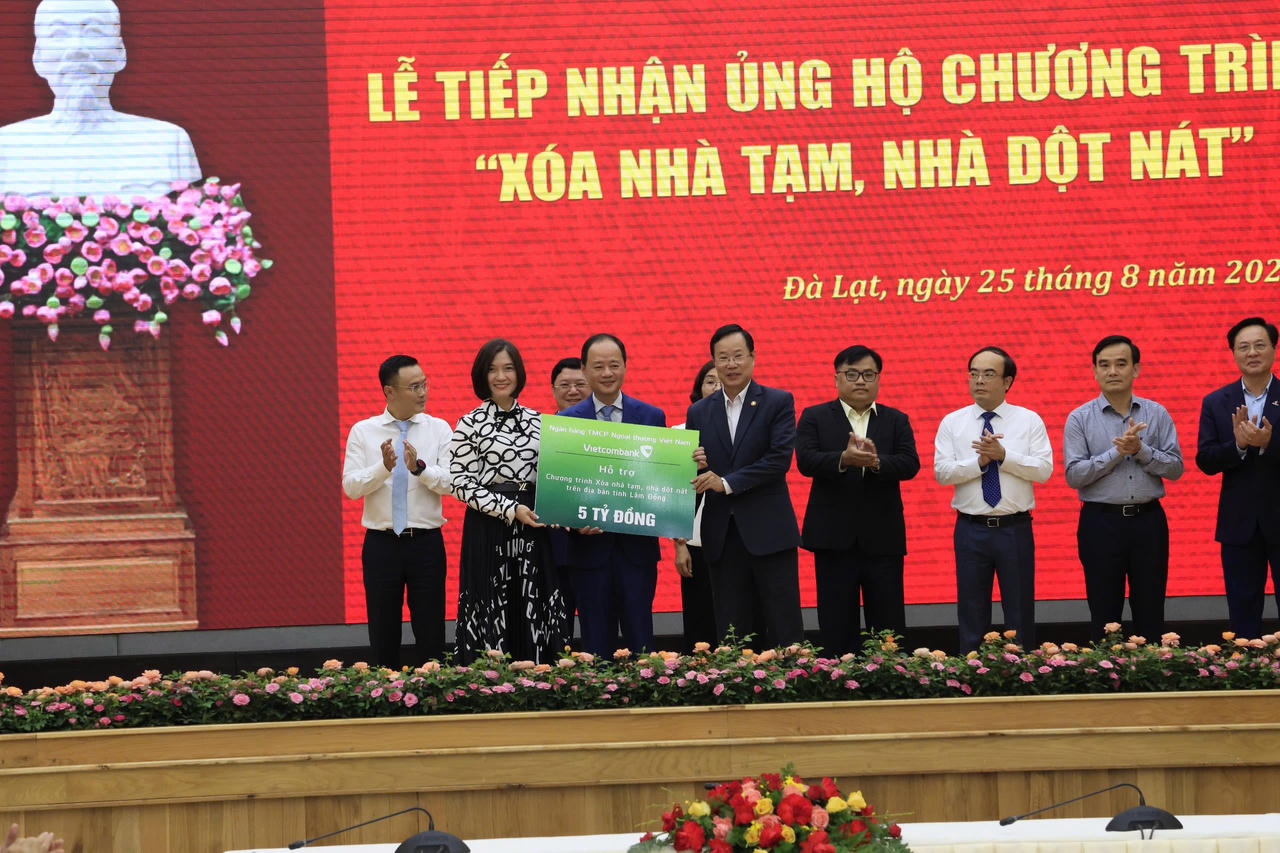 LỄ TIẾP NHẬN ỦNG HỘ CHƯƠNG TRÌ
“XÓA NHÀ TẠM, NHÀ DỘT NÁT”
Đà Lạt, ngày 25 tháng 8 năm 202
Ngân hàng TMCP Ngoại thương Việt Nam
Vietcombank
Hỗ trợ
Chương trình Xóa nhà tạm, nhà dột nát
trên địa bàn tỉnh Lâm Đồng
5 TỶ ĐỒNG